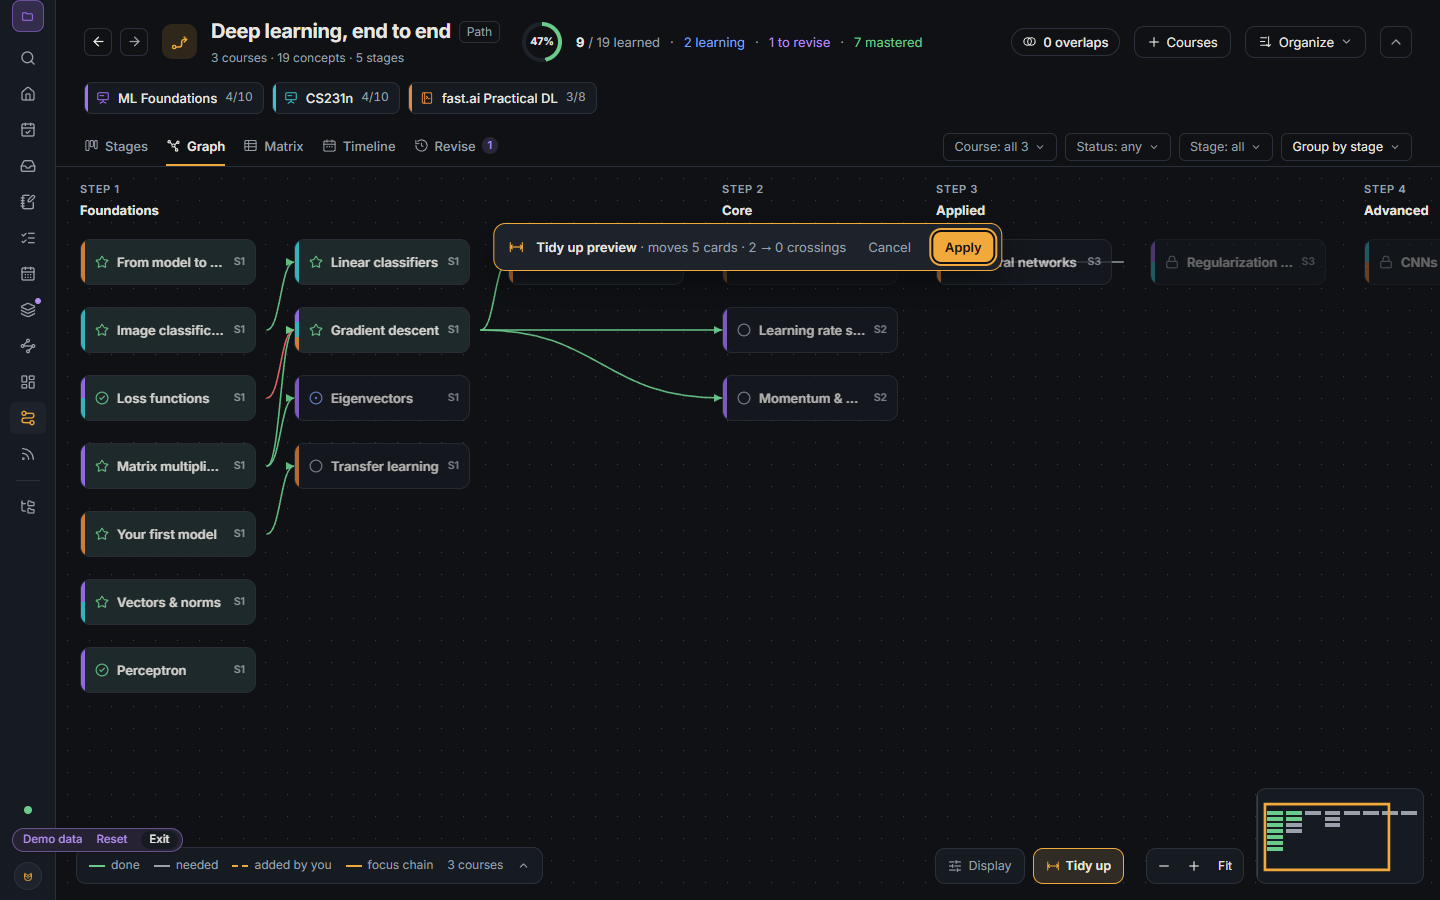 Deep learning, end to end Path
3 courses · 19 concepts · 5 stages
47%
9 / 19 learned · 2 learning · 1 to revise · 7 mastered
0 overlaps
Courses
Organize
ML Foundations 4/10
CS231n 4/10
fast.ai Practical DL 3/8
Stages
Graph
Matrix
Timeline
Revise 1
Course: all 3
Status: any
Stage: all
Group by stage
STEP 1
Foundations
STEP 2
Core
STEP 3
Applied
STEP 4
Advanced
Tidy up preview · moves 5 cards · 2 → 0 crossings Cancel Apply
From model to ... S1
Linear classifiers S1
al networks S3
Regularization ... S3
CNNs
Image classific... S1
Gradient descent S1
Learning rate s... S2
Loss functions S1
Eigenvectors S1
Momentum & ... S2
Matrix multipli... S1
Transfer learning S1
Your first model S1
Vectors & norms S1
Perceptron S1
Demo data Reset Exit
done needed added by you focus chain 3 courses
Display
Tidy up
Fit